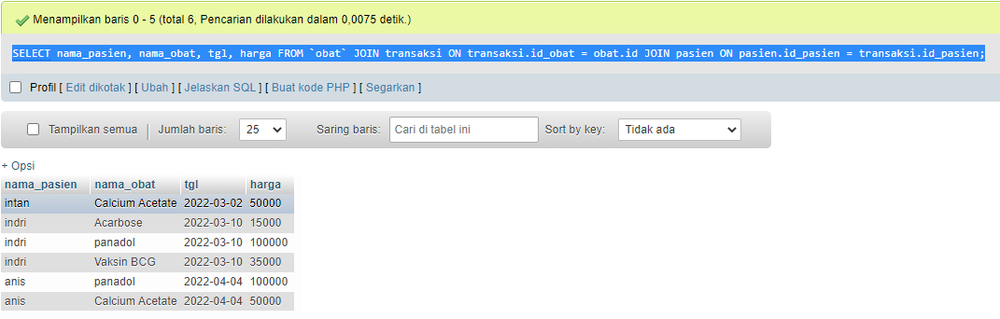 Menampilkan baris 0 - 5 (total 6, Pencarian dilakukan dalam 0,0075 detik.)
SELECT nama_pasien, nama_obat, tgl, harga FROM `obat` JOIN transaksi ON transaksi.id_obat = obat.id JOIN pasien ON pasien.id_pasien = transaksi.id_pasien;
Profil [ Edit dikotak ] [ Ubah ] [ Jelaskan SQL ] [ Buat kode PHP ] [ Segarkan ]
Tampilkan semua | Jumlah baris: 25 Saring baris: Cari di tabel ini Sort by key: Tidak ada
+ Opsi
nama_pasien nama_obat tgl harga
intan Calcium Acetate 2022-03-02 50000
indri Acarbose 2022-03-10 15000
indri panadol 2022-03-10 100000
indri Vaksin BCG 2022-03-10 35000
anis panadol 2022-04-04 100000
anis Calcium Acetate 2022-04-04 50000